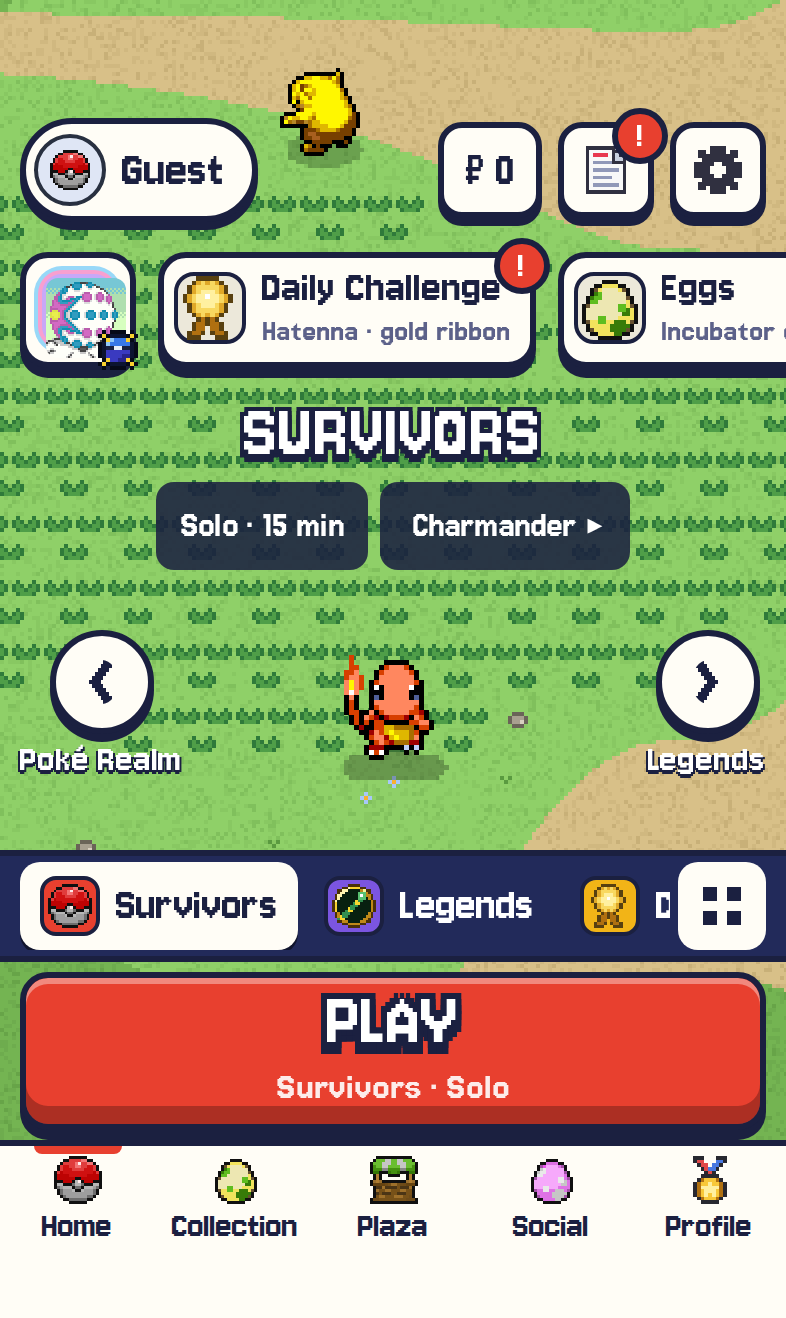 Guest
₽ 0
!
Daily Challenge
!
Hatenna · gold ribbon
Eggs
Incubator
SURVIVORS
Solo · 15 min
Charmander ▸
Poké Realm
Legends
Survivors
Legends
PLAY
Survivors · Solo
Home
Collection
Plaza
Social
Profile